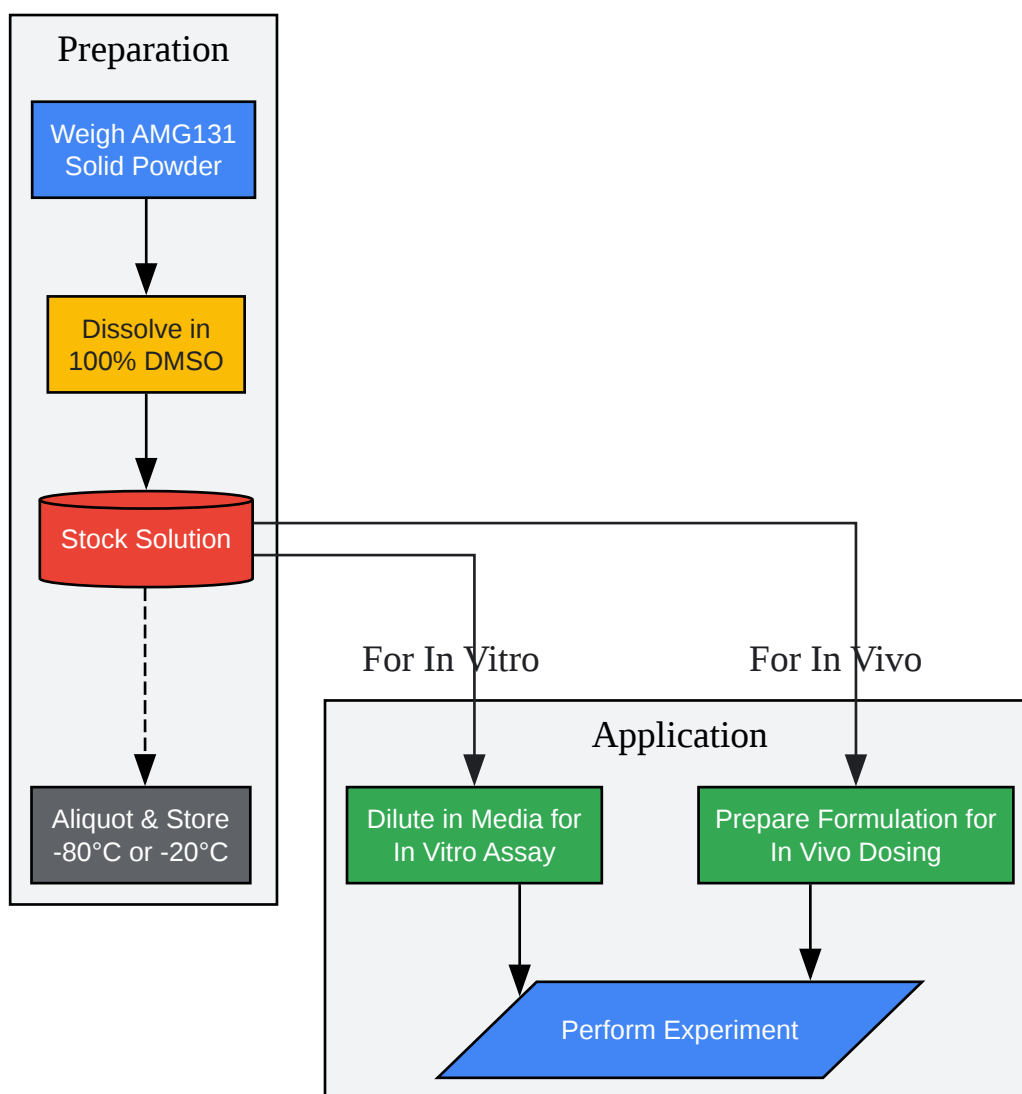 Preparation
Weigh AMG131
Solid Powder
Dissolve in
100% DMSO
Stock Solution
Aliquot & Store
-80°C or -20°C
For In Vitro
For In Vivo
Application
Dilute in Media for
In Vitro Assay
Prepare Formulation for
In Vivo Dosing
Perform Experiment